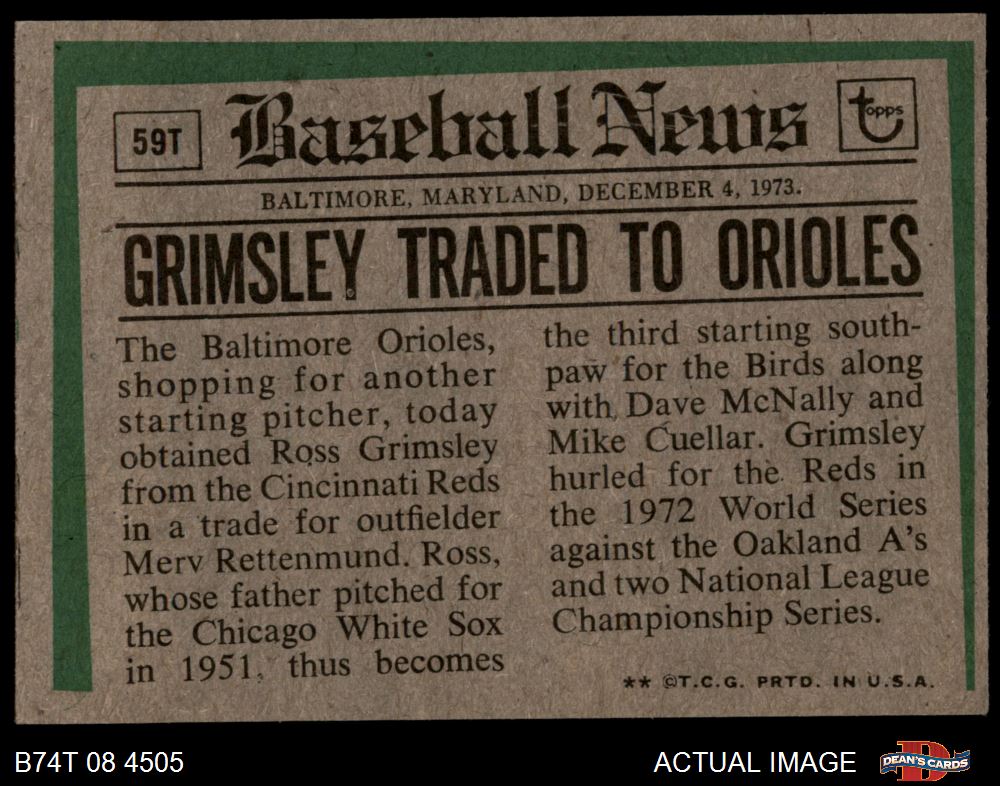 59T
Baseball News
topps
BALTIMORE, MARYLAND, DECEMBER 4, 1973.
GRIMSLEY TRADED TO ORIOLES
The Baltimore Orioles,
shopping for another
starting pitcher, today
obtained Ross Grimsley
from the Cincinnati Reds
in a trade for outfielder
Merv Rettenmund. Ross,
whose father pitched for
the Chicago White Sox
in 1951, thus becomes
the third starting south-
paw for the Birds along
with Dave McNally and
Mike Cuellar. Grimsley
hurled for the Reds in
the 1972 World Series
against the Oakland A's
and two National League
Championship Series.
** ©T.C.G. PRTD. IN U.S.A.
B74T 08 4505
ACTUAL IMAGE
D
DEAN'S CARDS